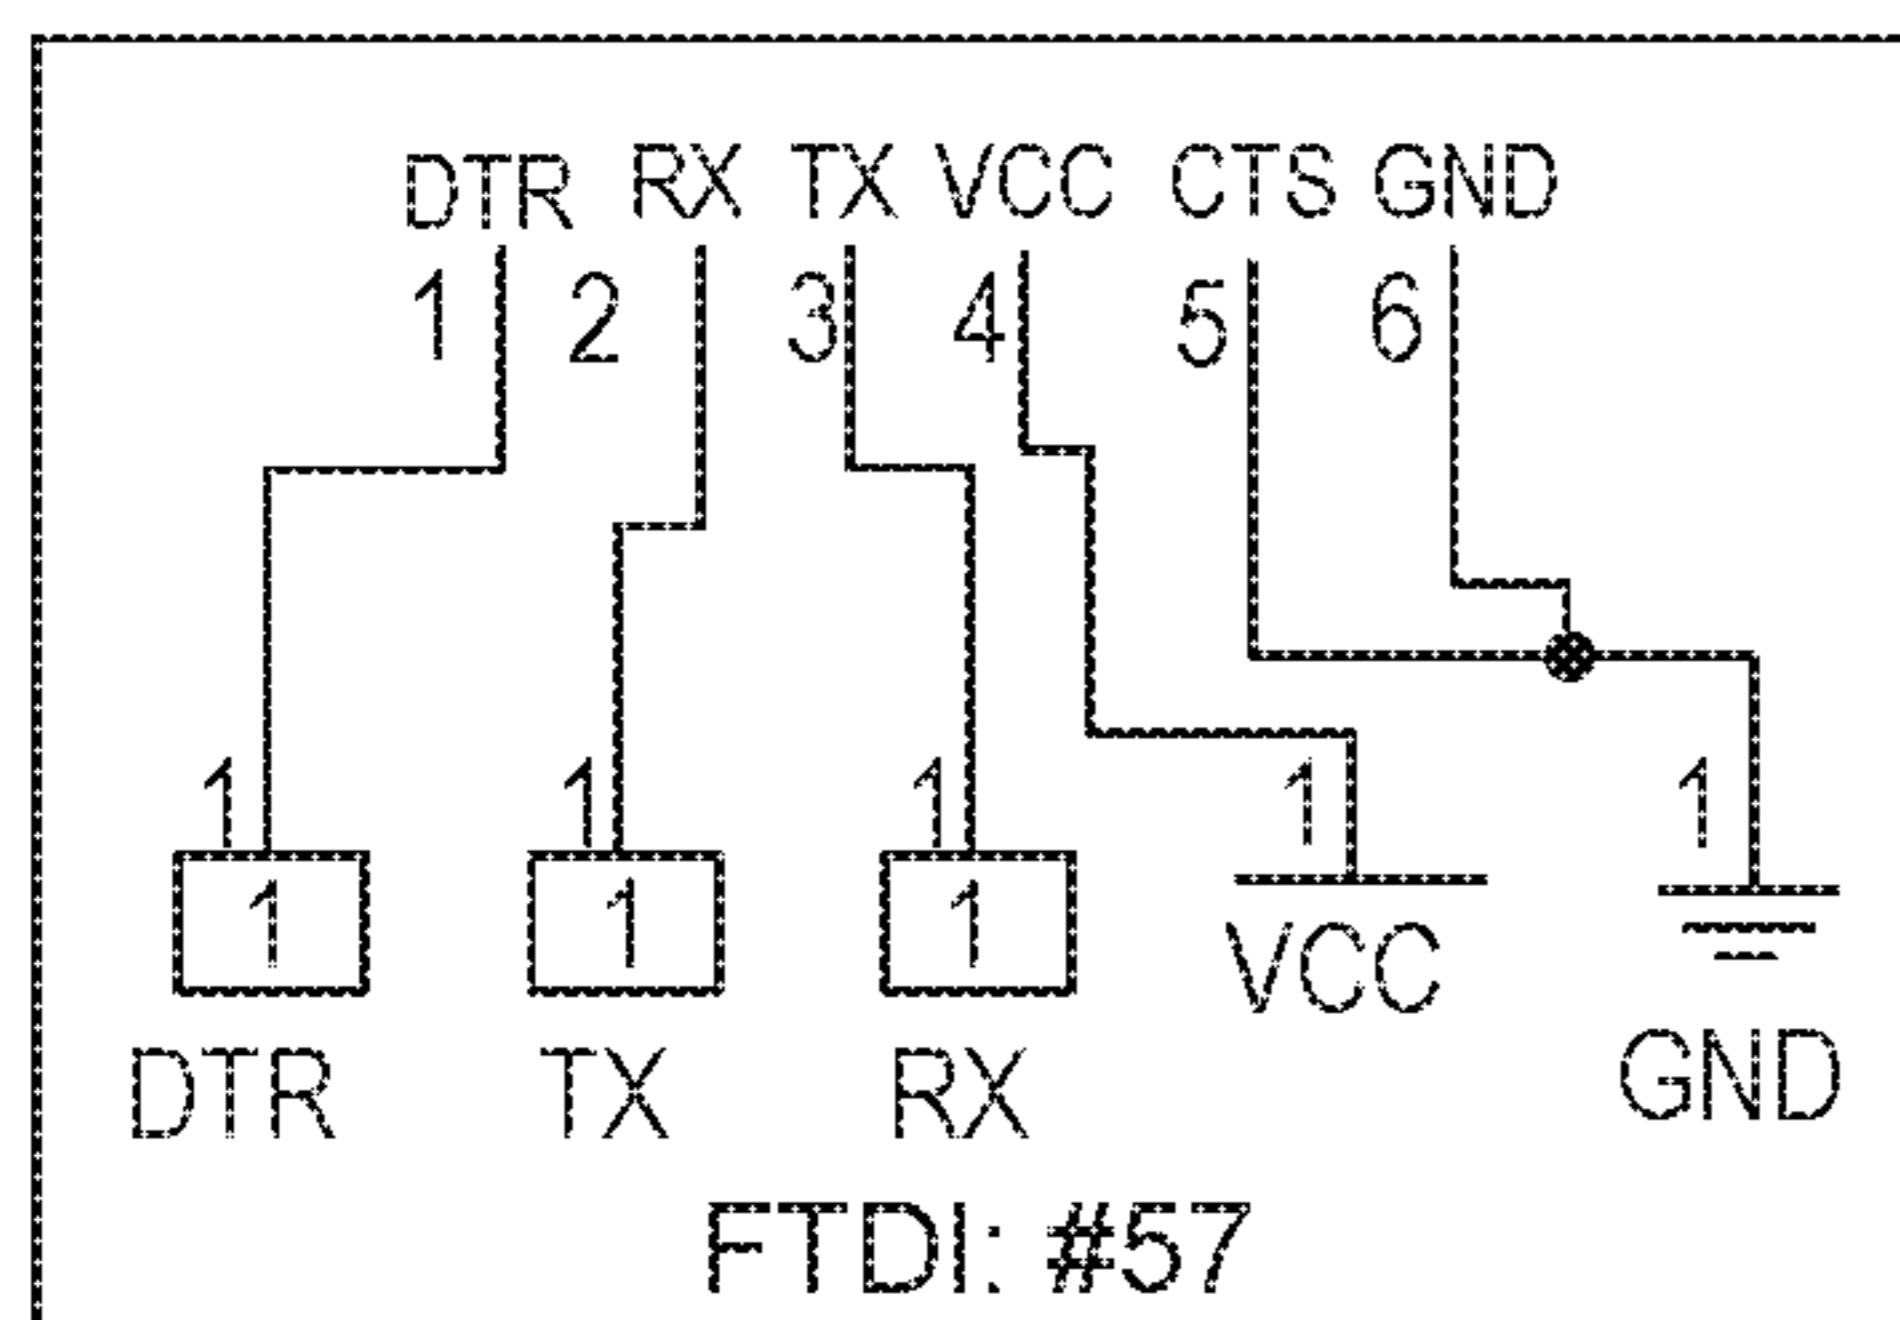 DTR RX TX VCC CTS GND
1 2 3 4 5 6
1 1 1 1 1
1 1 1
VCC
DTR TX RX GND
FTDI: #57